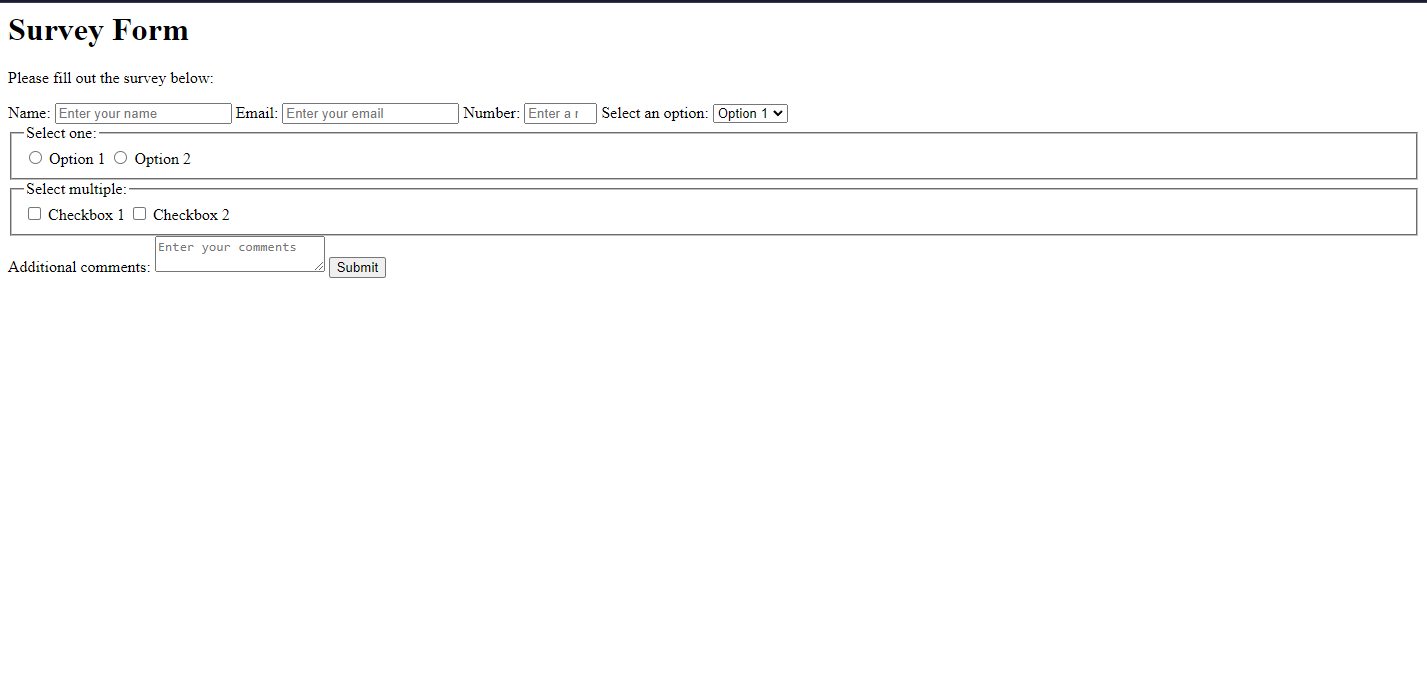 Survey Form
Please fill out the survey below:
Name: Enter your name Email: Enter your email Number: Enter a r Select an option: Option 1
Select one:
Option 1 Option 2
Select multiple:
Checkbox 1 Checkbox 2
Enter your comments
Additional comments: Submit